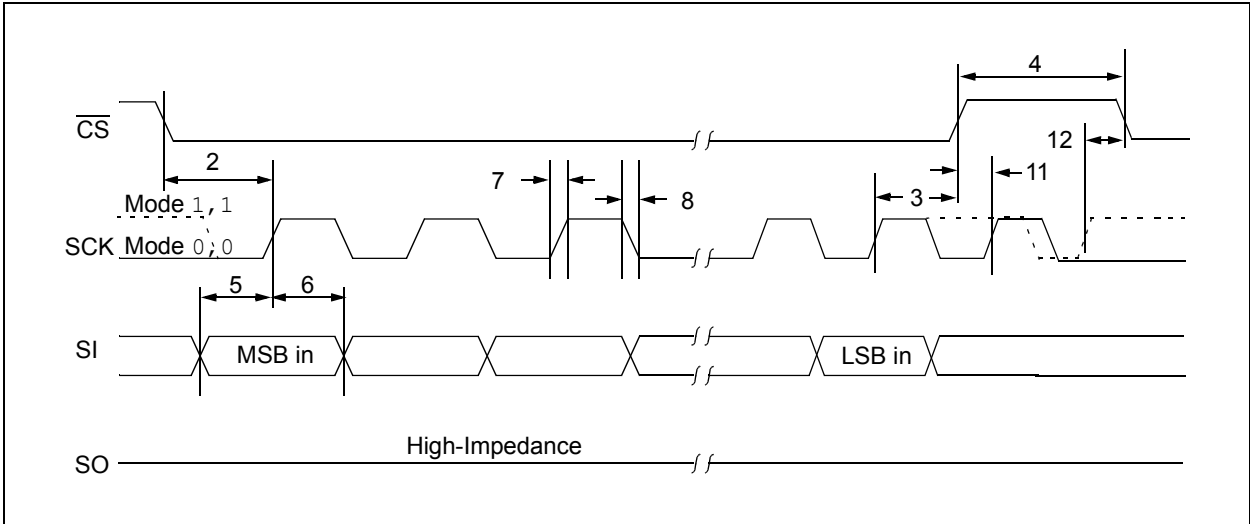 4
CS
12
2
7
8
3
11
Mode 1,1
SCK Mode 0,0
5
6
SI
MSB in
LSB in
High-Impedance
SO